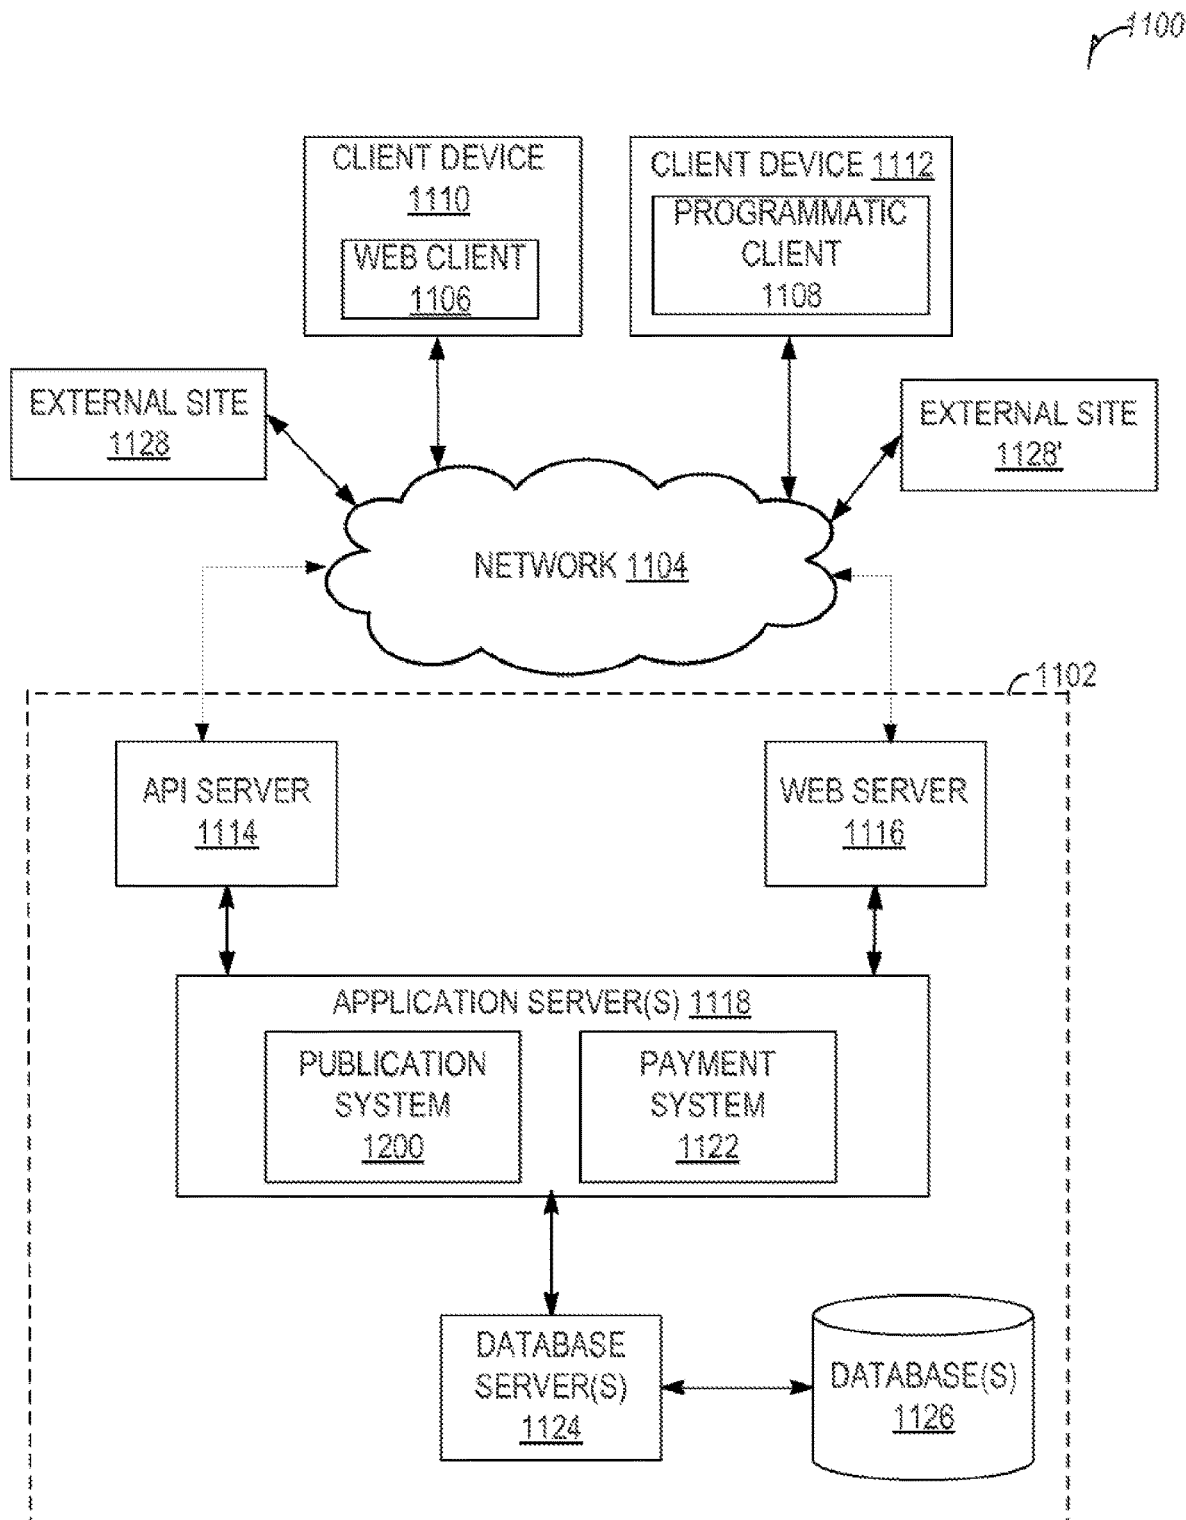 1100
CLIENT DEVICE
1110
WEB CLIENT
1106
CLIENT DEVICE 1112
PROGRAMMATIC
CLIENT
1108
EXTERNAL SITE
1128
EXTERNAL SITE
1128'
NETWORK 1104
1102
API SERVER
1114
WEB SERVER
1116
APPLICATION SERVER(S) 1118
PUBLICATION
SYSTEM
1200
PAYMENT
SYSTEM
1122
DATABASE
SERVER(S)
1124
DATABASE(S)
1126